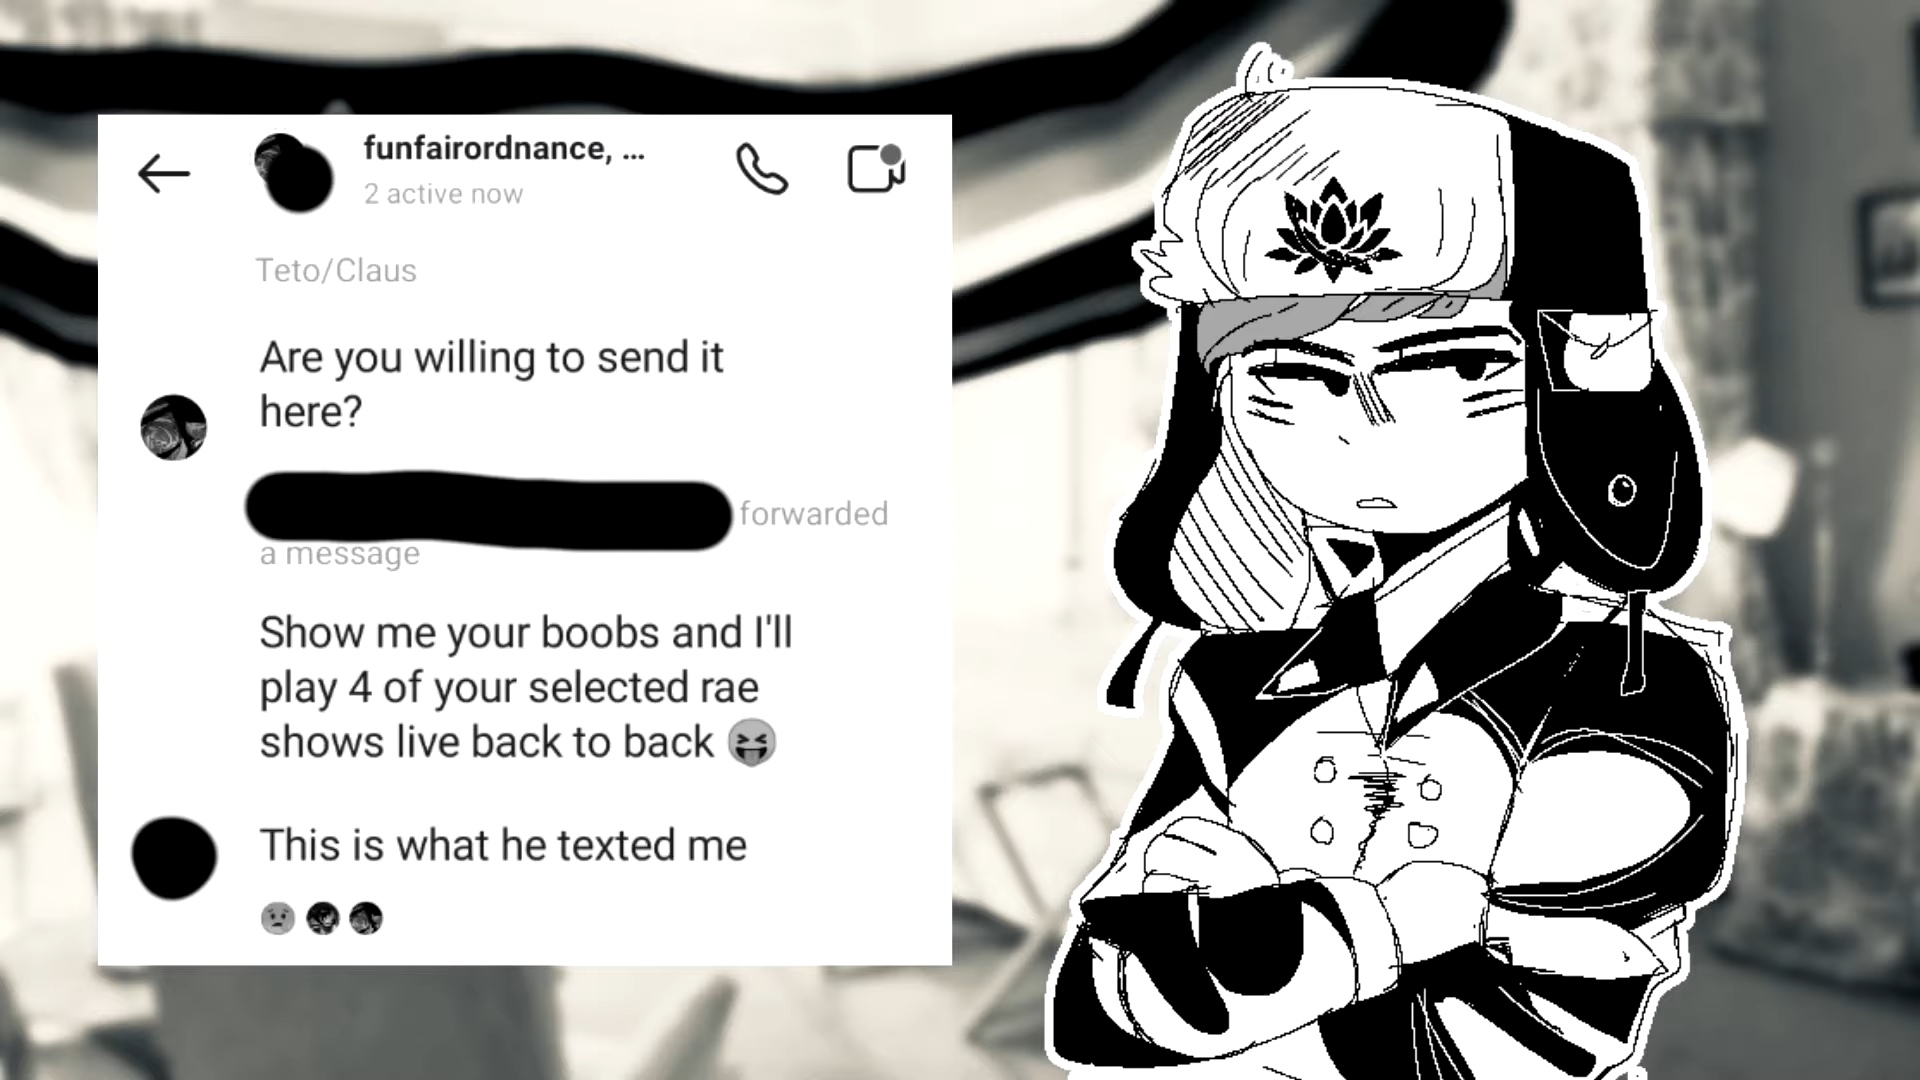 funfairordnance, ...
2 active now
Teto/Claus
Are you willing to send it
here?
forwarded
a message
Show me your boobs and I'll
play 4 of your selected rae
shows live back to back 😝
This is what he texted me